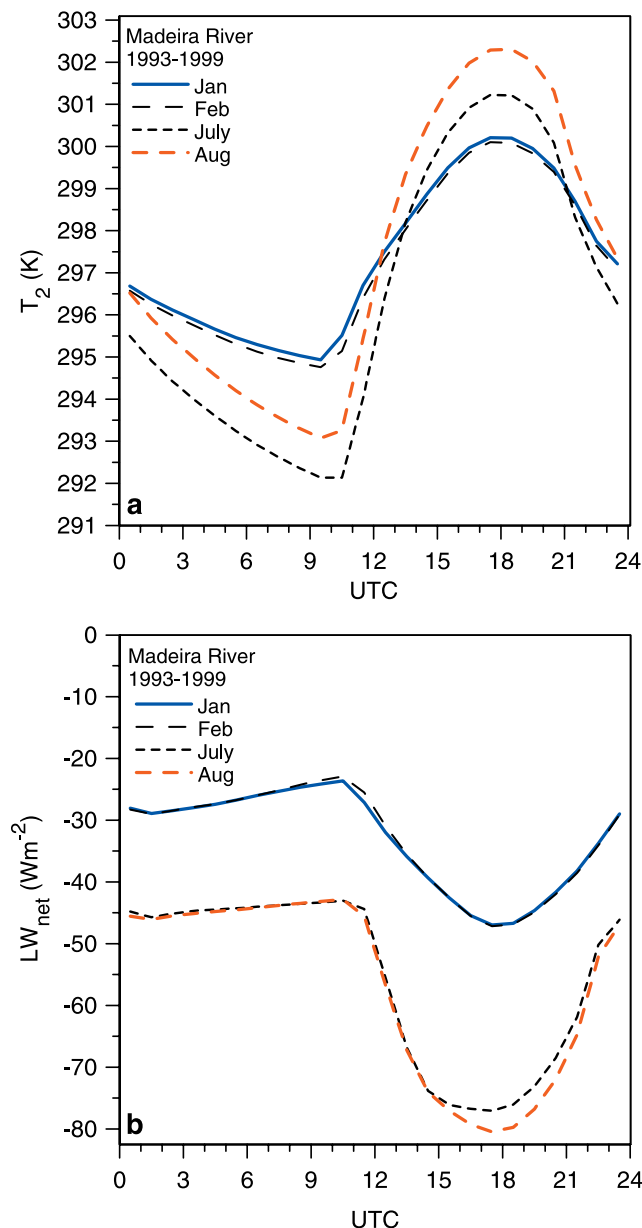 303
302
301
300
299
298
297
296
295
294
293
292
291
T2 (K)
Madeira River
1993-1999
Jan
Feb
July
Aug
a
0 3 6 9 12 15 18 21 24
UTC
0
-10
-20
-30
-40
-50
-60
-70
-80
LWnet (Wm-2)
Madeira River
1993-1999
Jan
Feb
July
Aug
b
0 3 6 9 12 15 18 21 24
UTC